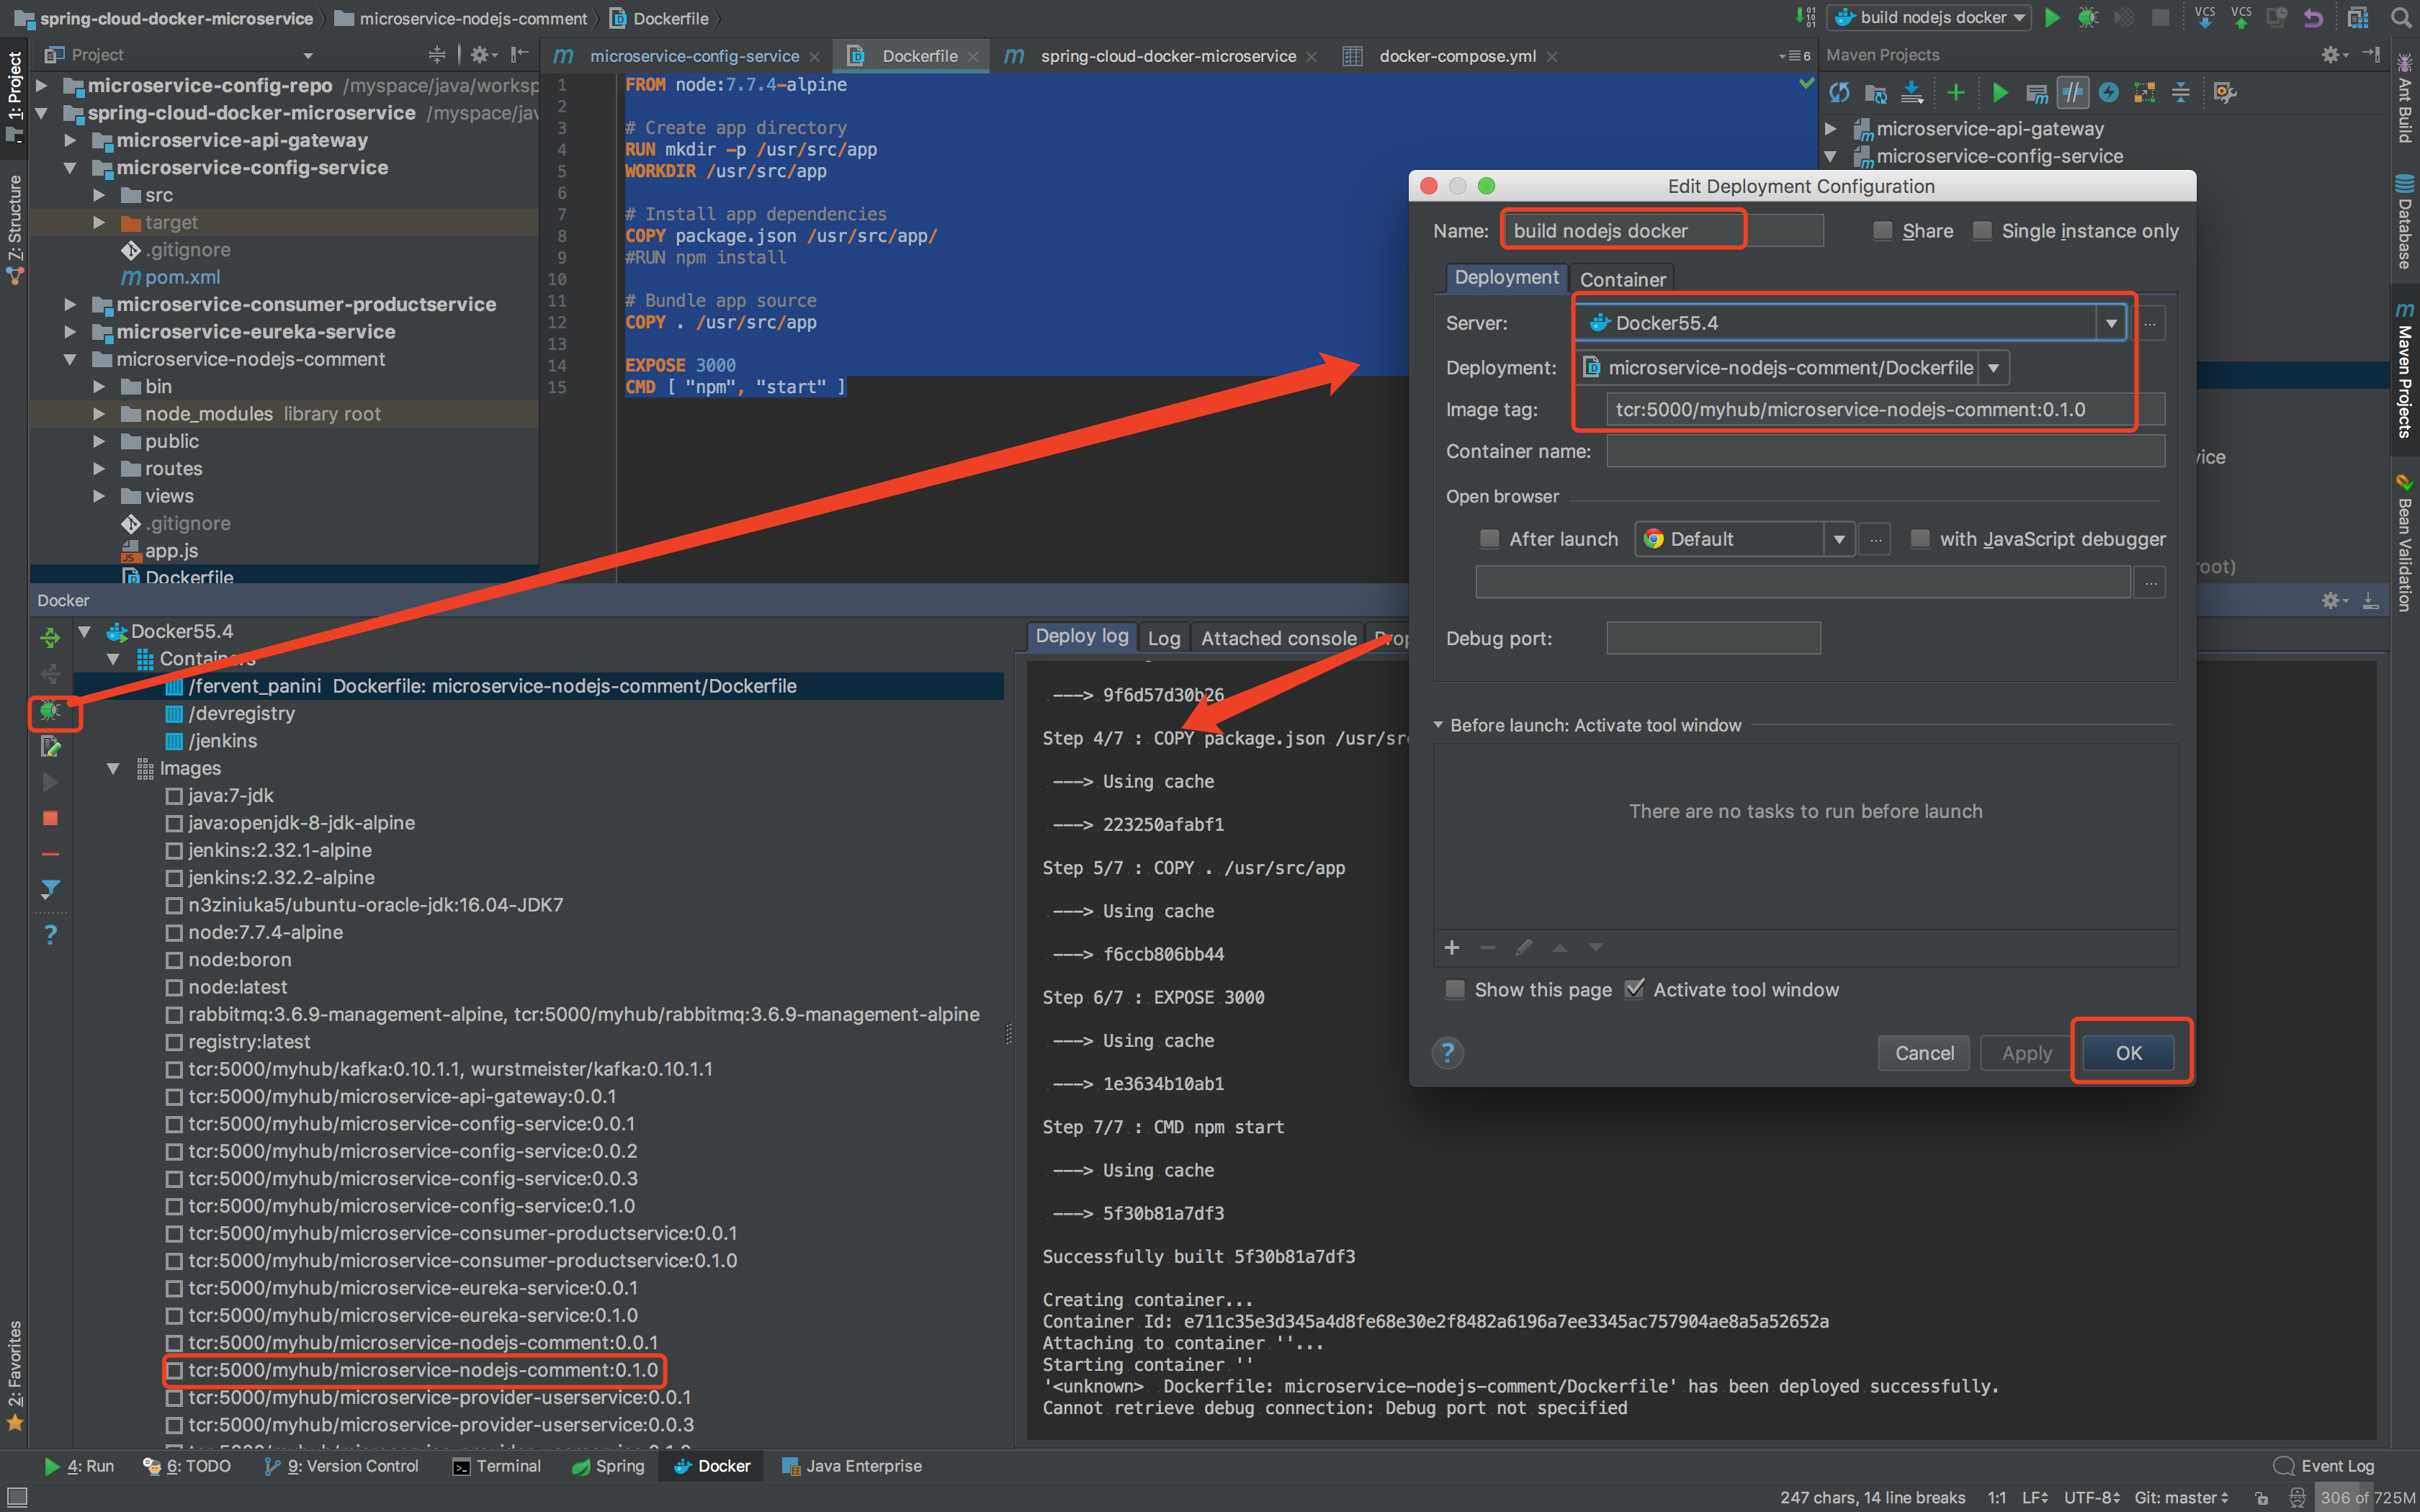 spring-cloud-docker-microservice
microservice-nodejs-comment
Dockerfile
build nodejs docker
VCS
VCS
Project
microservice-config-service
Dockerfile
spring-cloud-docker-microservice
docker-compose.yml
6
Maven Projects
1: Project
Z: Structure
2: Favorites
microservice-config-repo /myspace/java/worksp
spring-cloud-docker-microservice /myspace/jav
microservice-api-gateway
microservice-config-service
src
target
.gitignore
pom.xml
microservice-consumer-productservice
microservice-eureka-service
microservice-nodejs-comment
bin
node_modules library root
public
routes
views
.gitignore
app.js
Dockerfile
1 FROM node:7.7.4-alpine
2
3 # Create app directory
4 RUN mkdir -p /usr/src/app
5 WORKDIR /usr/src/app
6
7 # Install app dependencies
8 COPY package.json /usr/src/app/
9 #RUN npm install
10
11 # Bundle app source
12 COPY . /usr/src/app
13
14 EXPOSE 3000
15 CMD [ "npm", "start" ]
microservice-api-gateway
microservice-config-service
vice
oot)
Ant Build
Database
Maven Projects
Bean Validation
Edit Deployment Configuration
Name: build nodejs docker
Share
Single instance only
Deployment
Container
Server: Docker55.4
Deployment: microservice-nodejs-comment/Dockerfile
Image tag: tcr:5000/myhub/microservice-nodejs-comment:0.1.0
Container name:
Open browser
After launch
Default
with JavaScript debugger
Debug port:
Before launch: Activate tool window
There are no tasks to run before launch
Show this page
Activate tool window
Cancel
Apply
OK
Docker
Docker55.4
Containers
/fervent_panini Dockerfile: microservice-nodejs-comment/Dockerfile
/devregistry
/jenkins
Images
java:7-jdk
java:openjdk-8-jdk-alpine
jenkins:2.32.1-alpine
jenkins:2.32.2-alpine
n3ziniuka5/ubuntu-oracle-jdk:16.04-JDK7
node:7.7.4-alpine
node:boron
node:latest
rabbitmq:3.6.9-management-alpine, tcr:5000/myhub/rabbitmq:3.6.9-management-alpine
registry:latest
tcr:5000/myhub/kafka:0.10.1.1, wurstmeister/kafka:0.10.1.1
tcr:5000/myhub/microservice-api-gateway:0.0.1
tcr:5000/myhub/microservice-config-service:0.0.1
tcr:5000/myhub/microservice-config-service:0.0.2
tcr:5000/myhub/microservice-config-service:0.0.3
tcr:5000/myhub/microservice-config-service:0.1.0
tcr:5000/myhub/microservice-consumer-productservice:0.0.1
tcr:5000/myhub/microservice-consumer-productservice:0.1.0
tcr:5000/myhub/microservice-eureka-service:0.0.1
tcr:5000/myhub/microservice-eureka-service:0.1.0
tcr:5000/myhub/microservice-nodejs-comment:0.0.1
tcr:5000/myhub/microservice-nodejs-comment:0.1.0
tcr:5000/myhub/microservice-provider-userservice:0.0.1
tcr:5000/myhub/microservice-provider-userservice:0.0.3
Deploy log
Log
Attached console
Prop
---> 9f6d57d30b26
Step 4/7 : COPY package.json /usr/src
---> Using cache
---> 223250afabf1
Step 5/7 : COPY . /usr/src/app
---> Using cache
---> f6ccb806bb44
Step 6/7 : EXPOSE 3000
---> Using cache
---> 1e3634b10ab1
Step 7/7 : CMD npm start
---> Using cache
---> 5f30b81a7df3
Successfully built 5f30b81a7df3
Creating container...
Container Id: e711c35e3d345a4d8fe68e30e2f8482a6196a7ee3345ac757904ae8a5a52652a
Attaching to container ''...
Starting container ''
'<unknown> Dockerfile: microservice-nodejs-comment/Dockerfile' has been deployed successfully.
Cannot retrieve debug connection: Debug port not specified
4: Run
6: TODO
9: Version Control
Terminal
Spring
Docker
Java Enterprise
Event Log
247 chars, 14 line breaks 1:1 LF UTF-8 Git: master 306 of 725M